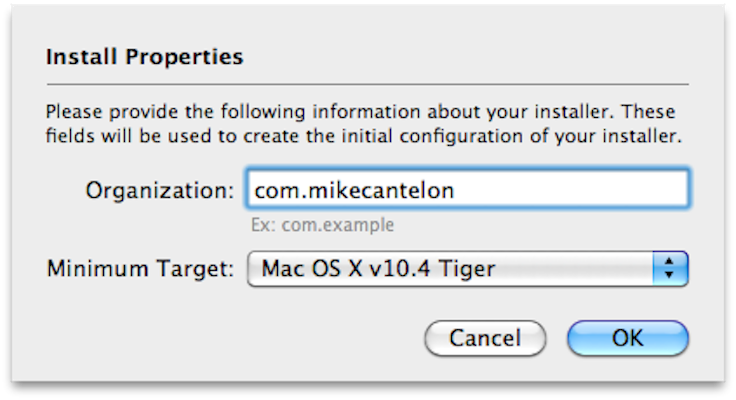 Install Properties
Please provide the following information about your installer. These
fields will be used to create the initial configuration of your installer.
Organization: com.mikecantelon
Ex: com.example
Minimum Target: Mac OS X v10.4 Tiger
Cancel OK